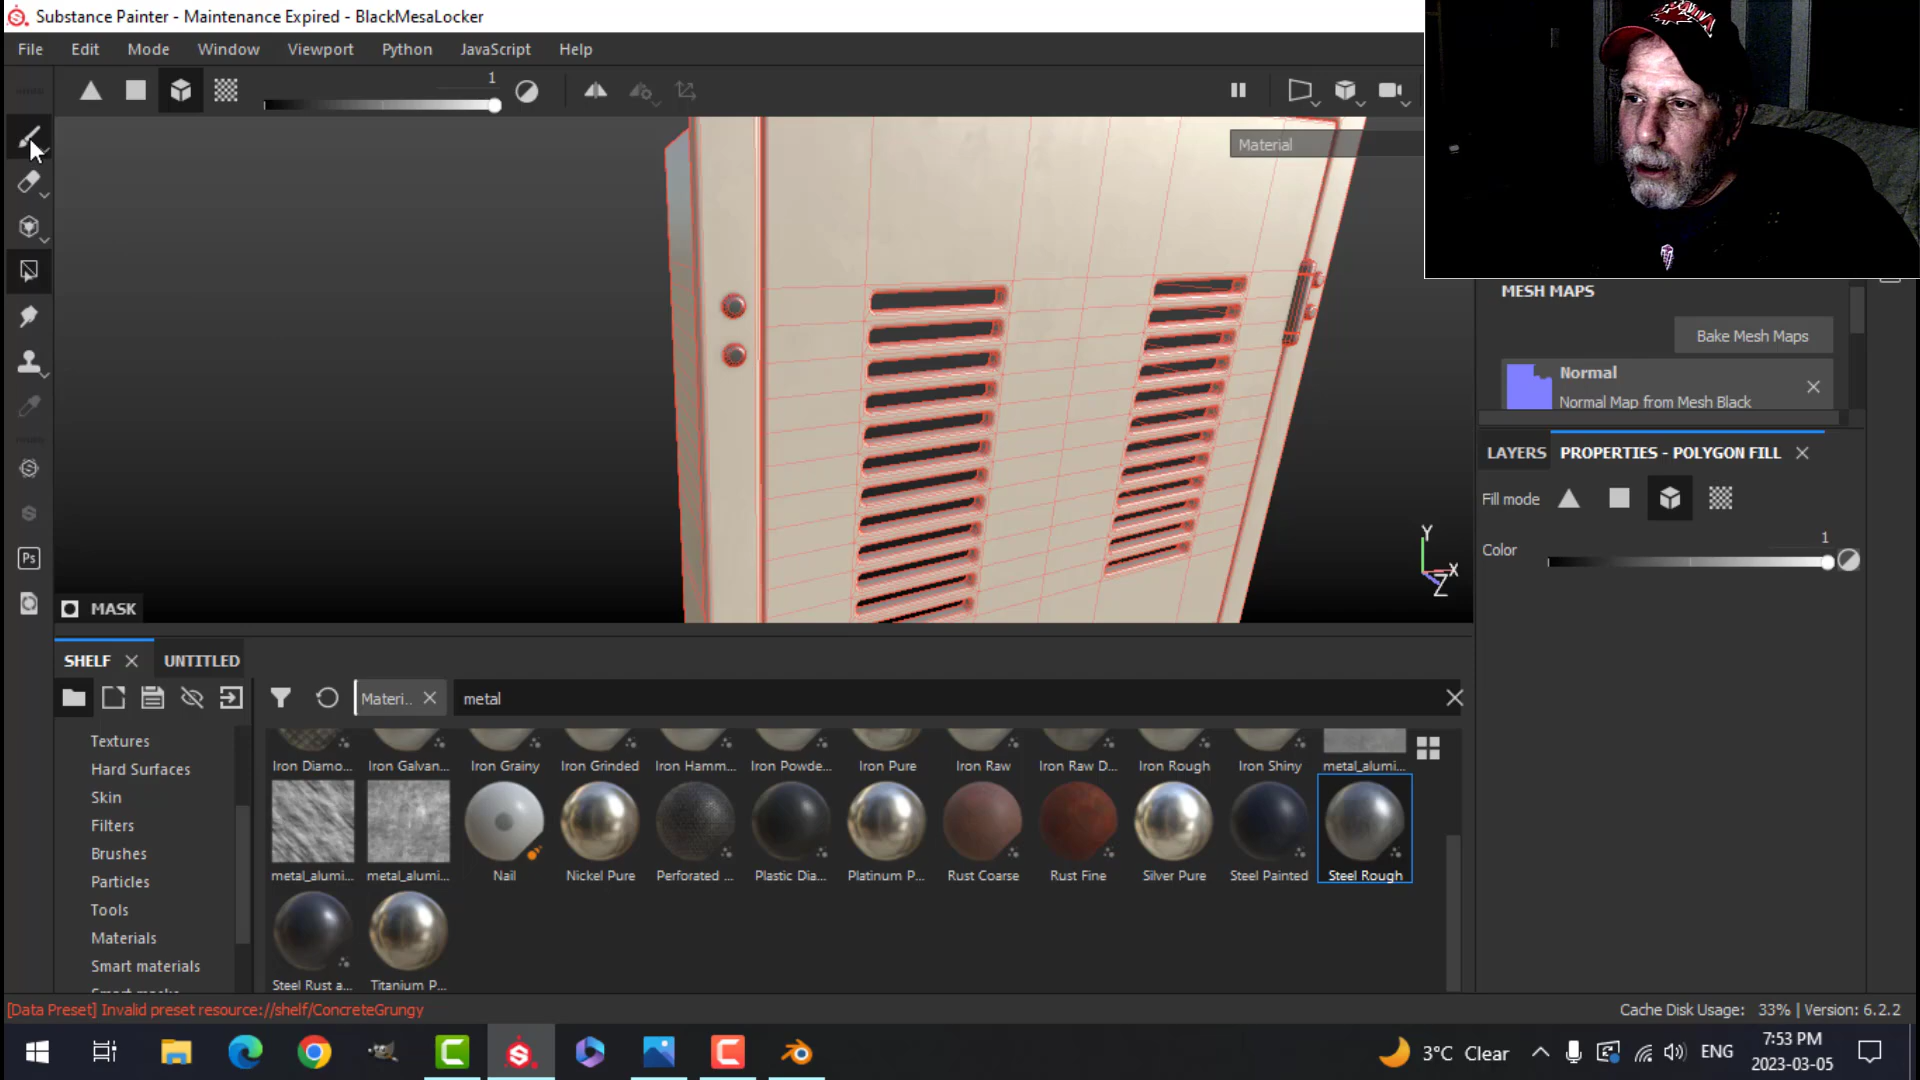 Substance Painter - Maintenance Expired - BlackMesaLocker
File Edit Mode Window Viewport Python JavaScript Help
1
Material
MESH MAPS
Bake Mesh Maps
Normal
Normal Map from Mesh Black
LAYERS PROPERTIES - POLYGON FILL
Fill mode
Color 1
Y
X
Z
Ps
MASK
SHELF UNTITLED
Materi.. metal
Textures
Hard Surfaces
Skin
Filters
Brushes
Particles
Tools
Materials
Smart materials
Iron Diamo... Iron Galvan... Iron Grainy Iron Grinded Iron Hamm... Iron Powde... Iron Pure Iron Raw Iron Raw D... Iron Rough Iron Shiny metal_alumi...
metal_alumi... metal_alumi... Nail Nickel Pure Perforated ... Plastic Dia... Platinum P... Rust Coarse Rust Fine Silver Pure Steel Painted Steel Rough
Steel Rust a... Titanium P...
[Data Preset] Invalid preset resource://shelf/ConcreteGrungy
Cache Disk Usage: 33% | Version: 6.2.2
3°C Clear ENG 7:53 PM
2023-03-05